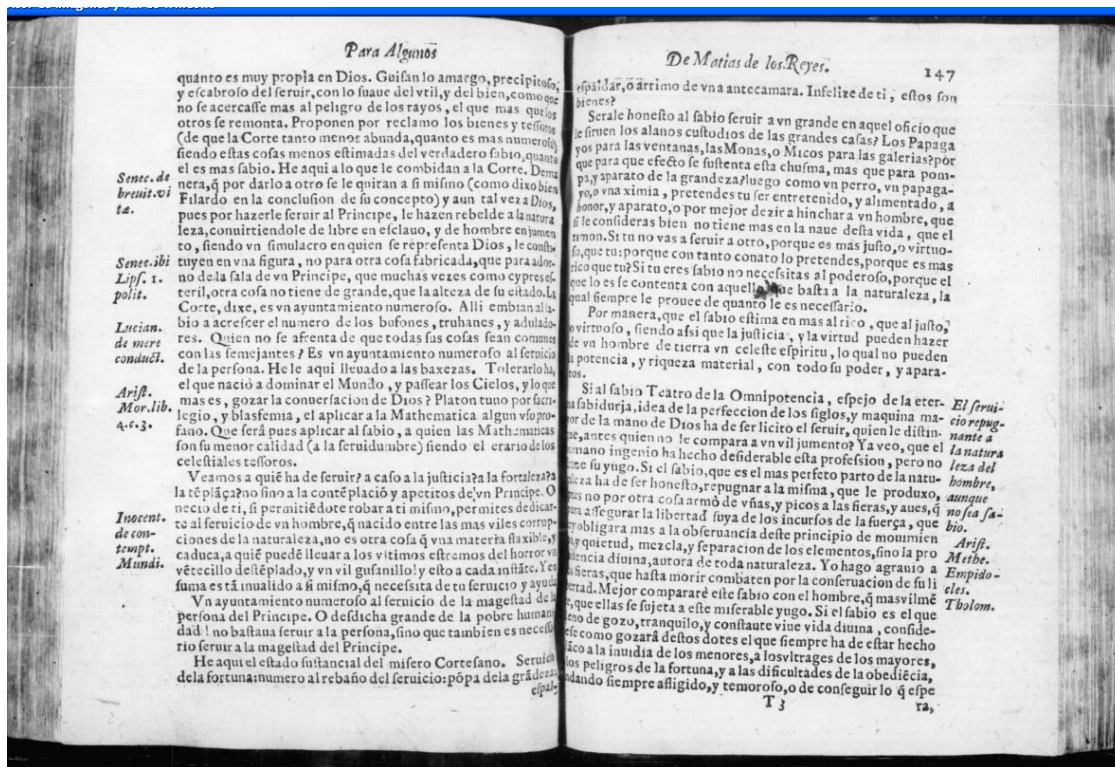 Para Algunos
quanto es muy propia en Dios. Guisan lo amargo, precipitoso,
y escabroso del seruir, con lo suaue del vtil, y del bien, como que
no se acercasse mas al peligro de los rayos, el que mas que los
otros se remonta. Proponen por reclamo los bienes y tessoros
(de que la Corte tanto menos abunda, quanto es mas numerosa)
siendo estas cosas menos estimadas del verdadero sabio, quanto
el es mas sabio. He aqui a lo que le combidan a la Corte. Dema
nera, q̃ por darlo a otro se le quitan a si mismo (como dixo bien
Filardo en la conclusion de su concepto) y aun tal vez a Dios,
pues por hazerle seruir al Principe, le hazen rebelde a la natura
leza, conuirtiendole de libre en esclauo, y de hombre en jumen
to, siendo vn simulacro en quien se representa Dios, le consti-
tuyen en vna figura, no para otra cosa fabricada, que para ador-
no de la sala de vn Principe, que muchas vezes como cypres es-
teril, otra cosa no tiene de grande, que la alteza de su estado. La
Corte, dixe, es vn ayuntamiento numeroso. Alli embian al sa-
bio a acrescer el numero de los bufones, truhanes, y adulado-
res. Quien no se afrenta de que todas sus cosas sean comunes
con las semejantes? Es vn ayuntamiento numeroso al seruicio
de la persona. He le aqui lleuado a las baxezas. Tolerarlo ha,
el que nació a dominar el Mundo, y passear los Cielos, y lo que
mas es, gozar la conuersacion de Dios? Platon tuuo por sacri
legio, y blasfemia, el aplicar a la Mathematica algun vso pro-
fano. Que será pues aplicar al sabio, a quien las Mathematicas
son su menor calidad (a la seruidumbre) siendo el erario de los
celestiales tessoros.
Veamos a quiē ha de seruir? a caso a la justicia? a la fortaleza? a
la tēplāça? no sino a la contēplació y apetitos de vn Principe. O
necio de ti, si permitiēdote robar a ti mismo, permites dedicar-
te al seruicio de vn hombre, q̃ nacido entre las mas viles corrup-
ciones de la naturaleza, no es otra cosa q̃ vna materia flaxible, y
caduca, a quiē puedē lleuar a los vltimos estremos del horror vn
vētecillo destēplado, y vn vil gusanillo! y esto a cada instāte. Y en
suma es tā inualido a si mismo, q̃ necesita de tu seruicio y ayuda
Vn ayuntamiento numeroso al seruicio de la magestad de la
persona del Principe. O desdicha grande de la pobre humani
dad! no bastaua seruir a la persona, sino que tambien es necessa
rio seruir a la magestad del Principe.
He aqui el estado sustancial del misero Cortesano. Seruicio
de la fortuna: numero al rebaño del seruicio: pōpa de la grādeza:
espal-
Senec. de
breuit. vi
tæ.
Senec. ibi
Lips. 1.
polit.
Lucian.
de mere
conduct.
Arist.
Mor. lib.
4. c. 3.
Inocent.
de con-
tempt.
Mundi.
De Matias de los Reyes.
147
espaldar, o arrimo de vna antecamara. Infelize de ti, estos son
bienes?
Serale honesto al sabio seruir a vn grande en aquel oficio que
le siruen los alanos custodios de las grandes casas? Los Papaga
yos para las ventanas, las Monas, o Micos para las galerias? por
que para que efecto se sustenta esta chusma, mas que para pom-
pa, y aparato de la grandeza? luego como vn perro, vn papaga-
yo, o vna ximia, pretendes tu ser entretenido, y alimentado, a
honor, y aparato, o por mejor dezir a hinchar a vn hombre, que
si le consideras bien no tiene mas en la naue desta vida, que el
timon. Si tu no vas a seruir a otro, porque es mas justo, o virtuo-
so, que tu: porque con tanto conato lo pretendes, porque es mas
rico que tu? Si tu eres sabio no necesitas al poderoso, porque el
que lo es se contenta con aquello que basta a la naturaleza, la
qual siempre le prouee de quanto le es necessario.
Por manera, que el sabio estima en mas al rico, que al justo,
o virtuoso, siendo assi que la justicia, y la virtud pueden hazer
de vn hombre de tierra vn celeste espiritu, lo qual no pueden
la potencia, y riqueza material, con todo su poder, y apara-
tos.
Si al sabio Teatro de la Omnipotencia, espejo de la eter-
na sabidurja, idea de la perfeccion de los siglos, y maquina ma-
yor de la mano de Dios ha de ser licito el seruir, quien le distin-
gue, antes quien no le compara a vn vil jumento? Ya veo, que el
humano ingenio ha hecho desiderable esta profession, pero no
su yugo. Si el sabio, que es el mas perfeto parto de la natu-
raleza ha de ser honesto, repugnar a la misma, que le produxo,
pues no por otra cosa armó de vñas, y picos a las fieras, y aues, q̃
para assegurar la libertad suya de los incursos de la fuerça, que
obligara mas a la obseruancia deste principio de mouimien
quietud, mezcla, y separacion de los elementos, sino la pro
uidencia diuina, autora de toda naturaleza. Yo hago agrauio a
fieras, que hasta morir combaten por la conseruacion de su li
bertad. Mejor compararé este sabio con el hombre, q̃ mas vilmē
te, que ellas se sujeta a este miserable yugo. Si el sabio es el que
lleno de gozo, tranquilo, y constante viue vida diuina, conside-
rese como gozará destos dotes el que siempre ha de estar hecho
a la inuidia de los menores, a los vltrages de los mayores,
a los peligros de la fortuna, y a las dificultades de la obediēcia,
andando siempre afligido, y temoroso, o de conseguir lo q̃ espe
T 3
ra,
El serui-
cio repug-
nante a
la natura
leza del
hombre,
aunque
no sea sa-
bio.
Arist.
Methe.
Empido-
cles.
Tholom.